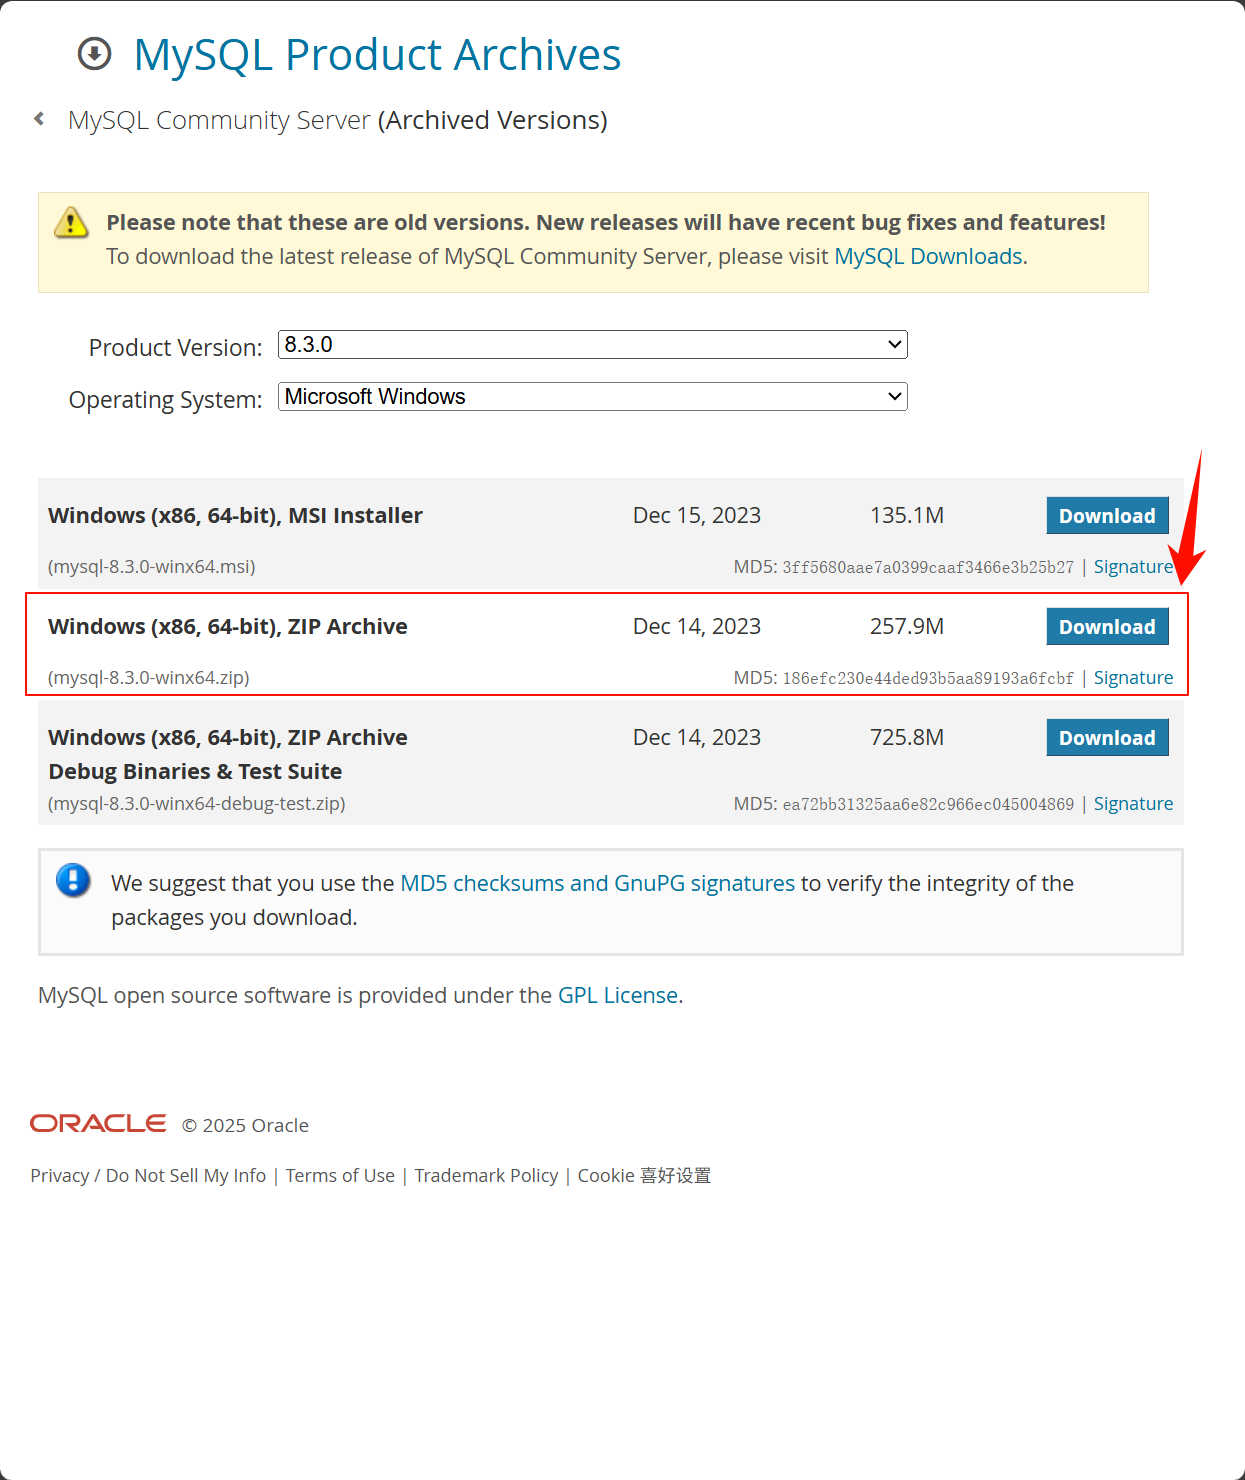 MySQL Product Archives
MySQL Community Server (Archived Versions)
Please note that these are old versions. New releases will have recent bug fixes and features!
To download the latest release of MySQL Community Server, please visit MySQL Downloads.
Product Version: 8.3.0
Operating System: Microsoft Windows
Windows (x86, 64-bit), MSI Installer Dec 15, 2023 135.1M Download
(mysql-8.3.0-winx64.msi) MD5: 3ff5680aae7a0399caaf3466e3b25b27 | Signature
Windows (x86, 64-bit), ZIP Archive Dec 14, 2023 257.9M Download
(mysql-8.3.0-winx64.zip) MD5: 186efc230e44ded93b5aa89193a6fcbf | Signature
Windows (x86, 64-bit), ZIP Archive Dec 14, 2023 725.8M Download
Debug Binaries & Test Suite
(mysql-8.3.0-winx64-debug-test.zip) MD5: ea72bb31325aa6e82c966ec045004869 | Signature
We suggest that you use the MD5 checksums and GnuPG signatures to verify the integrity of the
packages you download.
MySQL open source software is provided under the GPL License.
ORACLE © 2025 Oracle
Privacy / Do Not Sell My Info | Terms of Use | Trademark Policy | Cookie 喜好设置